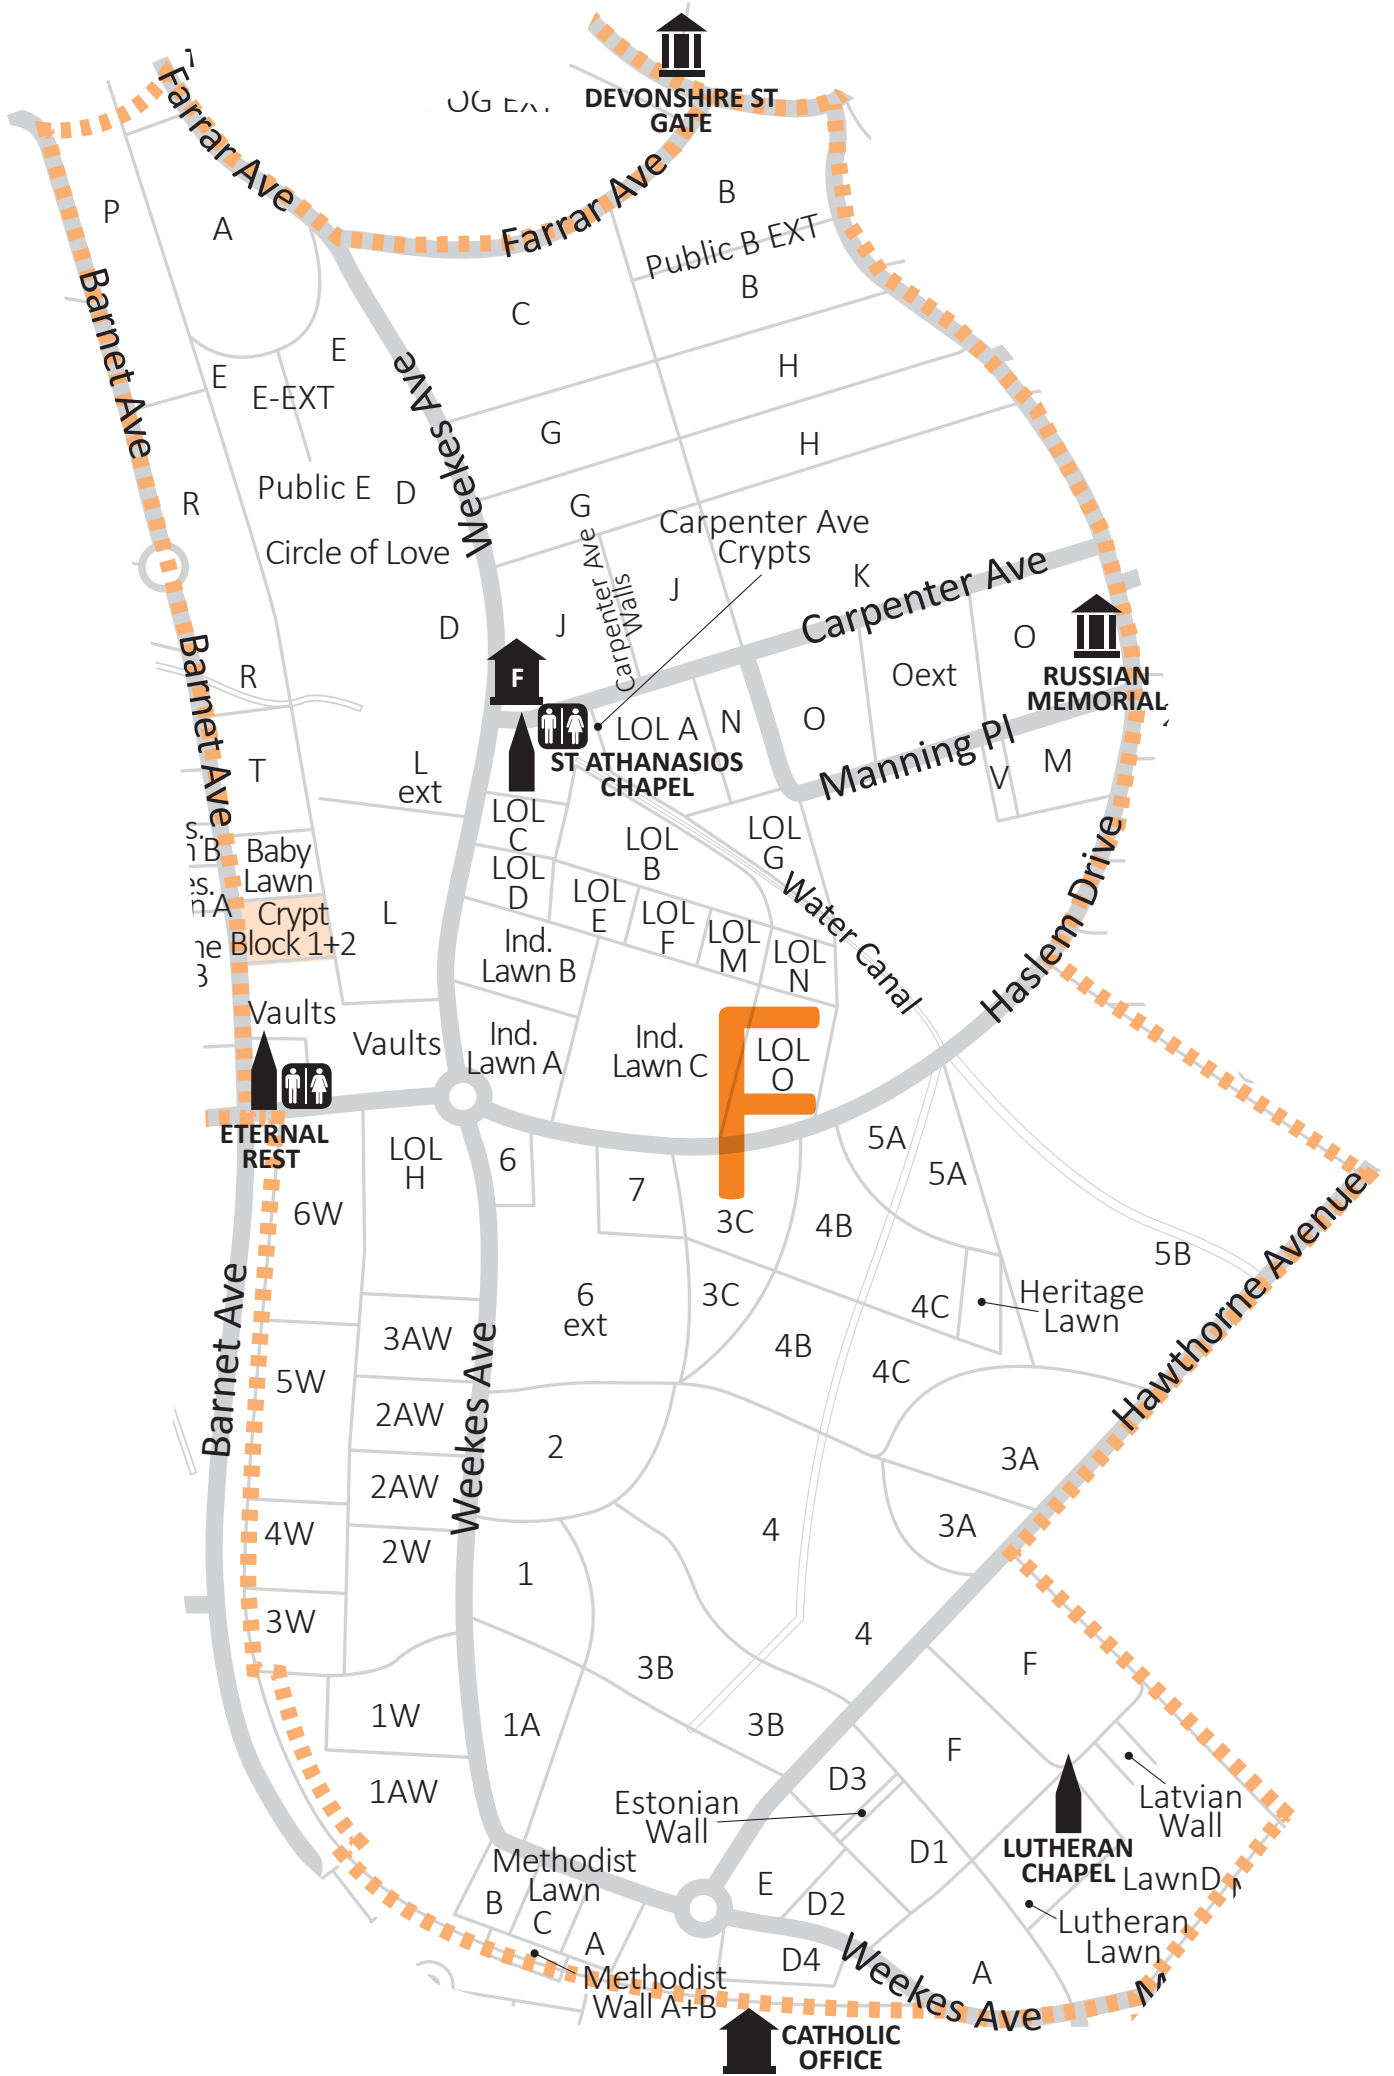 DEVONSHIRE ST
GATE
Farrar Ave
Farrar Ave
B
P
A
Public B EXT
B
C
Barnet Ave
E
E
E-EXT
Weekes Ave
H
G
H
Public E
D
R
G
Carpenter Ave
Walls
Carpenter Ave
Crypts
Circle of Love
K
Carpenter Ave
J
J
D
O
Oext
F
RUSSIAN
MEMORIAL
Barnet Ave
R
LOL A
N
O
Manning Pl
V
M
T
L
ext
ST ATHANASIOS
CHAPEL
LOL
C
LOL
B
LOL
G
Baby
Lawn
LOL
D
LOL
E
LOL
F
LOL
M
LOL
N
Water Canal
Haslem Drive
Crypt
Block 1+2
L
Ind.
Lawn B
Vaults
Vaults
Ind.
Lawn A
Ind.
Lawn C
F
LOL
O
ETERNAL
REST
LOL
H
6
7
5A
5A
6W
3C
4B
5B
Hawthorne Avenue
Barnet Ave
6
ext
3C
4C
Heritage
Lawn
3AW
4B
4C
5W
2AW
Weekes Ave
2
3A
2AW
4
3A
4W
2W
1
3W
4
3B
F
1W
1A
3B
F
1AW
D3
Estonian
Wall
Latvian
Wall
D1
LUTHERAN
CHAPEL
LawnD
Methodist
Lawn
B
C
A
E
D2
Lutheran
Lawn
D4
Weekes Ave
A
Methodist
Wall A+B
CATHOLIC
OFFICE